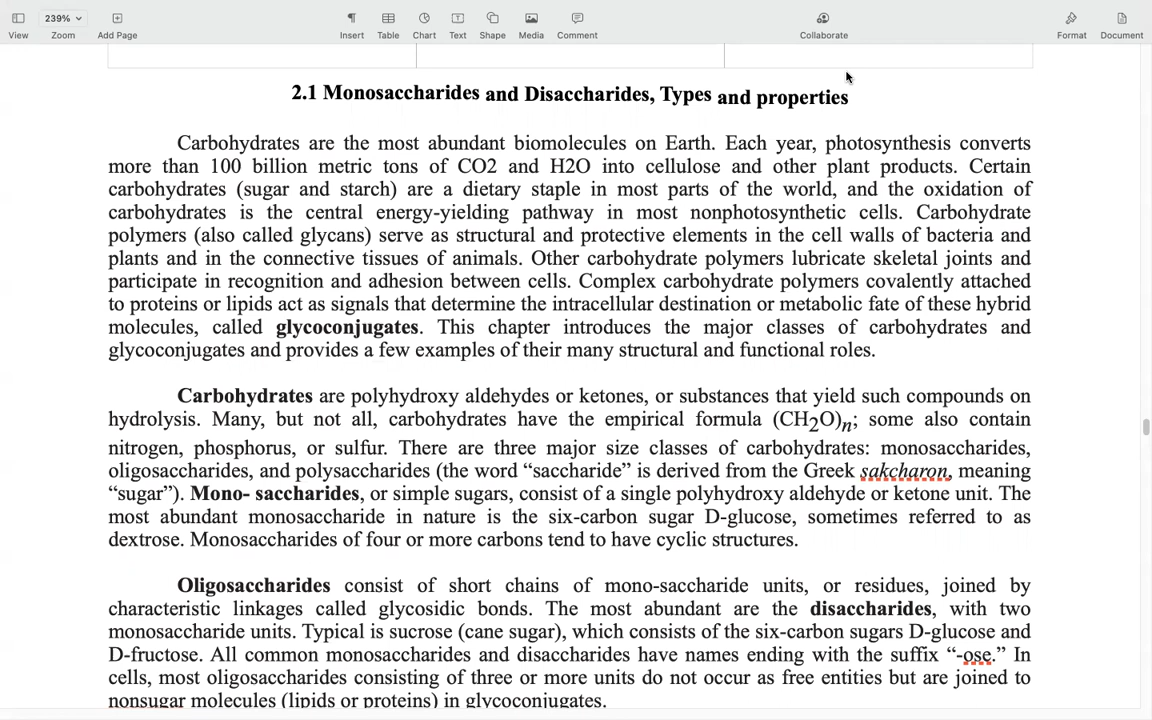 239%
View
Zoom
Add Page
Insert
Table
Chart
Text
Shape
Media
Comment
Collaborate
Format
Document
2.1 Monosaccharides and Disaccharides, Types and properties
Carbohydrates are the most abundant biomolecules on Earth. Each year, photosynthesis converts
more than 100 billion metric tons of CO2 and H2O into cellulose and other plant products. Certain
carbohydrates (sugar and starch) are a dietary staple in most parts of the world, and the oxidation of
carbohydrates is the central energy-yielding pathway in most nonphotosynthetic cells. Carbohydrate
polymers (also called glycans) serve as structural and protective elements in the cell walls of bacteria and
plants and in the connective tissues of animals. Other carbohydrate polymers lubricate skeletal joints and
participate in recognition and adhesion between cells. Complex carbohydrate polymers covalently attached
to proteins or lipids act as signals that determine the intracellular destination or metabolic fate of these hybrid
molecules, called glycoconjugates. This chapter introduces the major classes of carbohydrates and
glycoconjugates and provides a few examples of their many structural and functional roles.
Carbohydrates are polyhydroxy aldehydes or ketones, or substances that yield such compounds on
hydrolysis. Many, but not all, carbohydrates have the empirical formula (CH2O)n; some also contain
nitrogen, phosphorus, or sulfur. There are three major size classes of carbohydrates: monosaccharides,
oligosaccharides, and polysaccharides (the word “saccharide” is derived from the Greek sakcharon, meaning
“sugar”). Mono- saccharides, or simple sugars, consist of a single polyhydroxy aldehyde or ketone unit. The
most abundant monosaccharide in nature is the six-carbon sugar D-glucose, sometimes referred to as
dextrose. Monosaccharides of four or more carbons tend to have cyclic structures.
Oligosaccharides consist of short chains of mono-saccharide units, or residues, joined by
characteristic linkages called glycosidic bonds. The most abundant are the disaccharides, with two
monosaccharide units. Typical is sucrose (cane sugar), which consists of the six-carbon sugars D-glucose and
D-fructose. All common monosaccharides and disaccharides have names ending with the suffix “-ose.” In
cells, most oligosaccharides consisting of three or more units do not occur as free entities but are joined to
nonsugar molecules (lipids or proteins) in glycoconjugates.